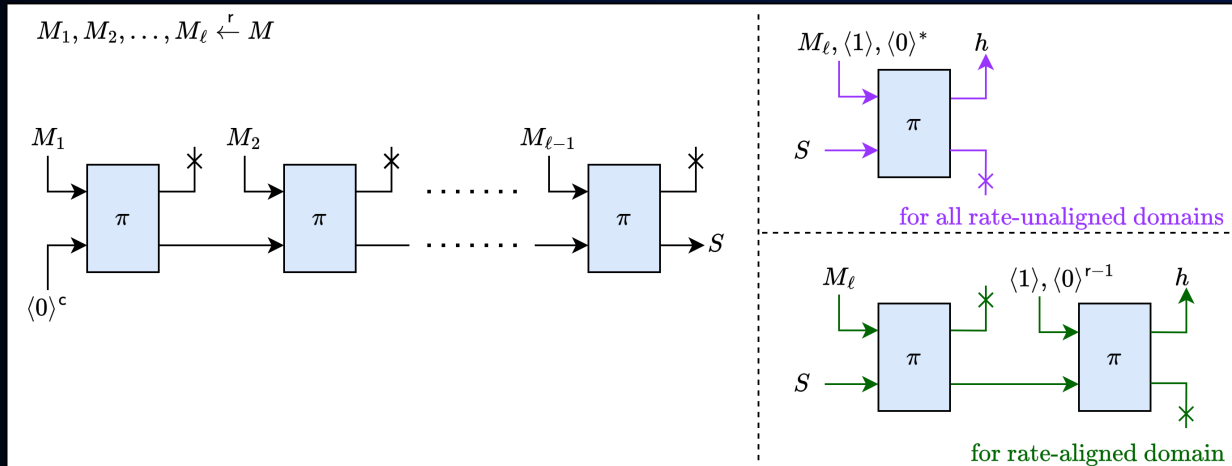 M₁, M₂, …, M_ℓ ←ʳ M
M₁
M₂
M_{ℓ−1}
π
π
· · · · · · ·
π
· · · · · · ·
S
⟨0⟩ᶜ
M_ℓ, ⟨1⟩, ⟨0⟩*
h
π
S
for all rate-unaligned domains
M_ℓ
⟨1⟩, ⟨0⟩ʳ⁻¹
h
π
π
S
for rate-aligned domain